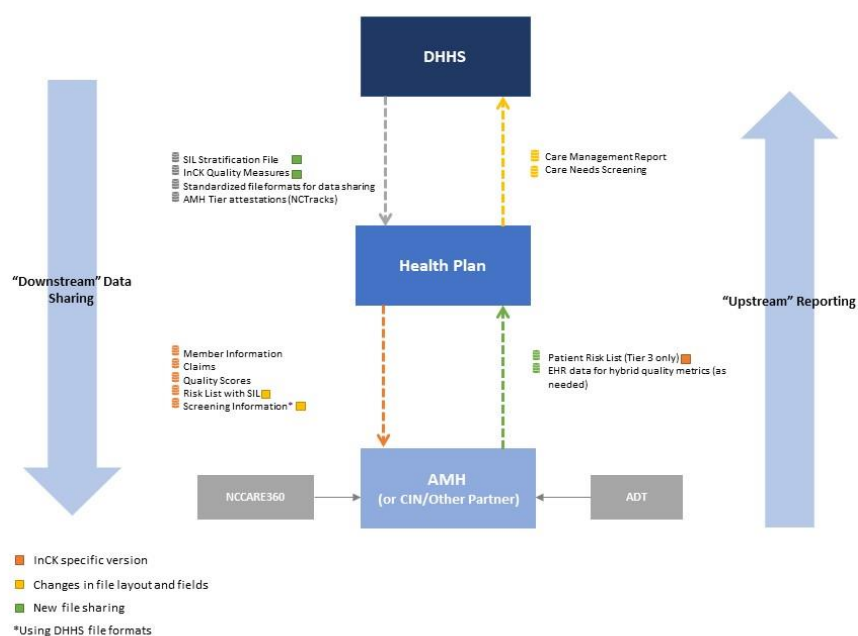 DHHS
SIL Stratification File
InCK Quality Measures
Standardized file formats for data sharing
AMH Tier attestations (NCTracks)
Care Management Report
Care Needs Screening
Health Plan
"Downstream" Data
Sharing
"Upstream" Reporting
Member Information
Claims
Quality Scores
Risk List with SIL
Screening Information*
Patient Risk List (Tier 3 only)
EHR data for hybrid quality metrics (as
needed)
AMH
(or CIN/Other Partner)
NCCARE360
ADT
InCK specific version
Changes in file layout and fields
New file sharing
*Using DHHS file formats